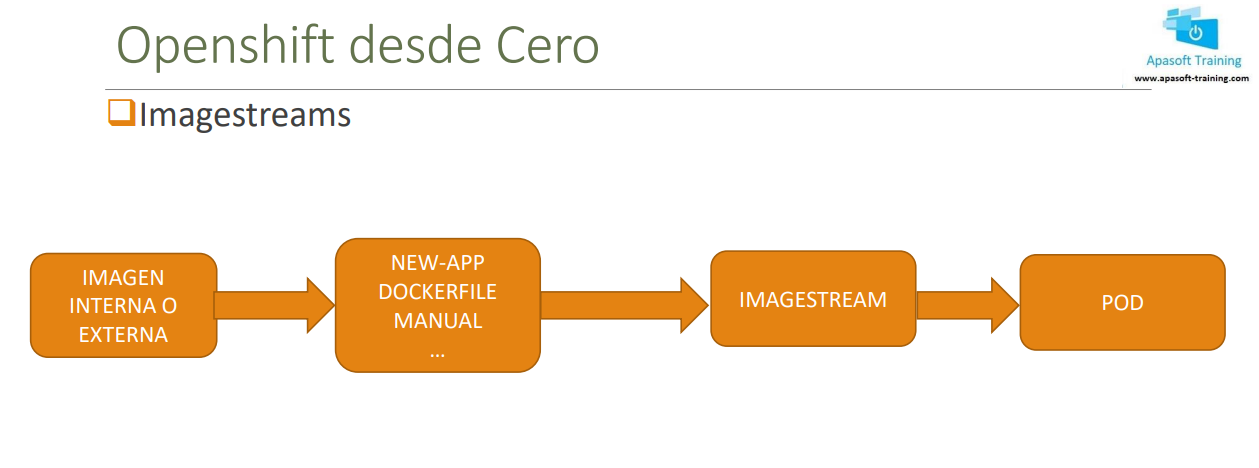 Openshift desde Cero
Apasoft Training
www.apasoft-training.com
Imagestreams
IMAGEN
INTERNA O
EXTERNA
NEW-APP
DOCKERFILE
MANUAL
...
IMAGESTREAM
POD